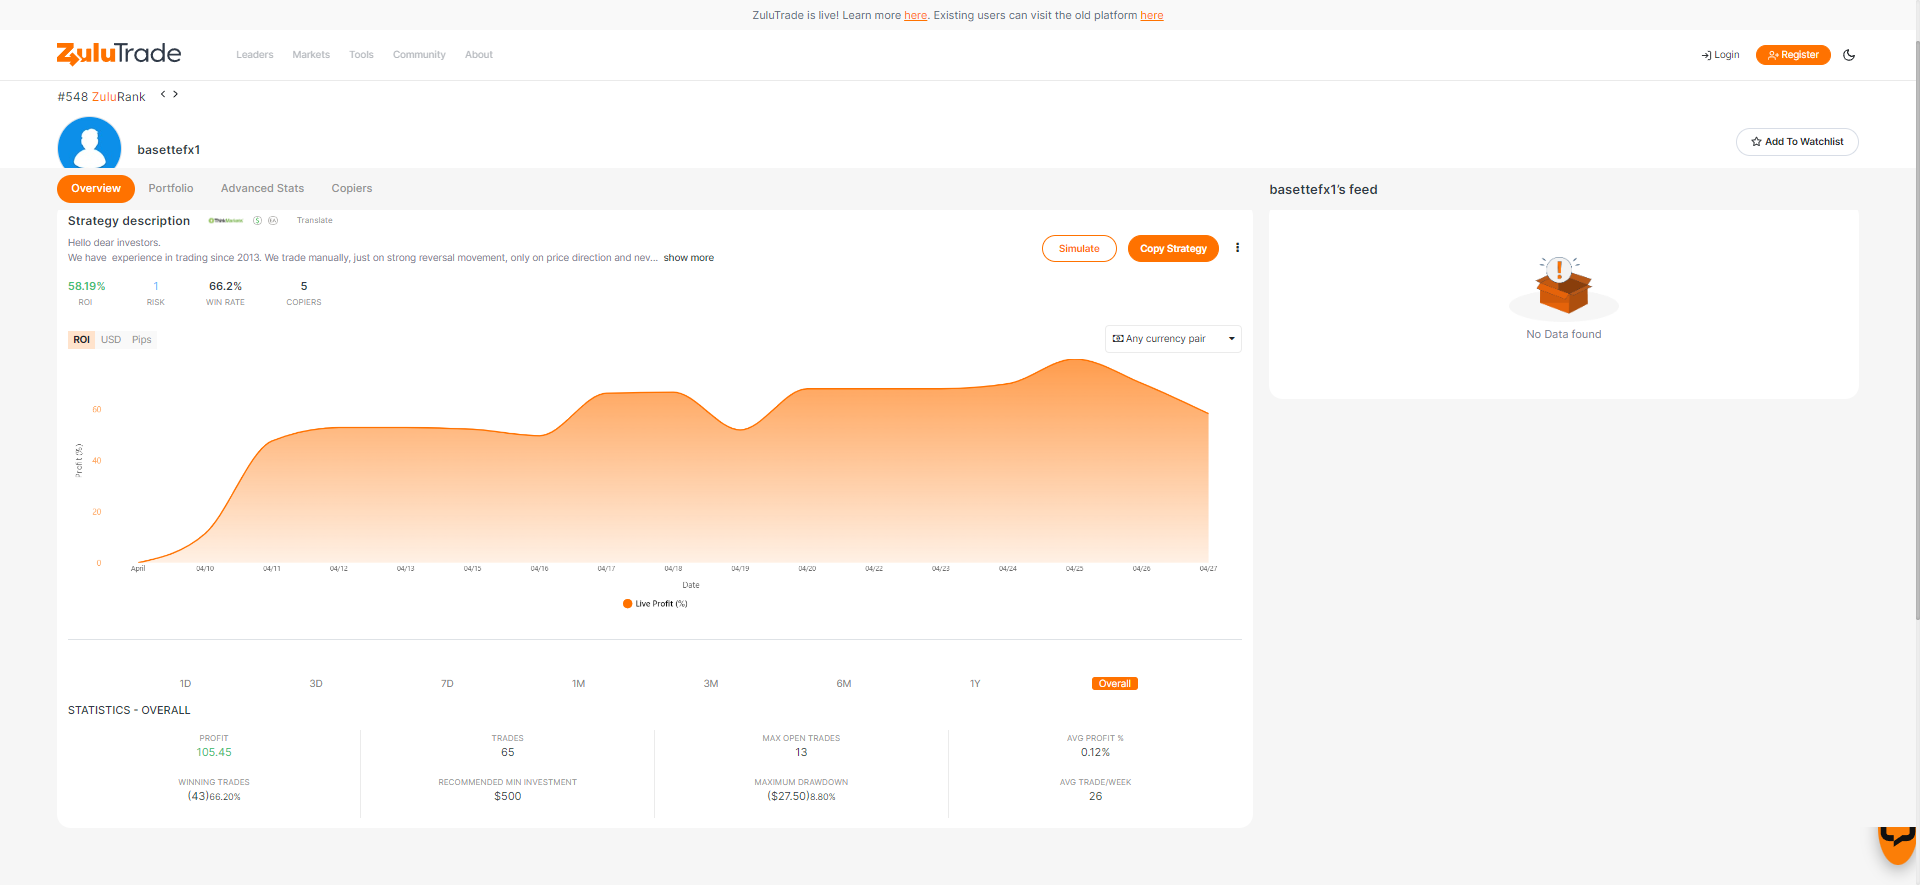 ZuluTrade is live! Learn more here. Existing users can visit the old platform here
ZuluTrade
Leaders Markets Tools Community About
Login Register
#548 ZuluRank
basettefx1
Add To Watchlist
Overview Portfolio Advanced Stats Copiers
basettefx1's feed
Strategy description ThinkMarkets $ EA Translate
Hello dear investors.
We have experience in trading since 2013. We trade manually, just on strong reversal movement, only on price direction and nev... show more
Simulate Copy Strategy
58.19% 1 66.2% 5
ROI RISK WIN RATE COPIERS
No Data found
ROI USD Pips
Any currency pair
60
40
20
0
Profit (%)
April 04/10 04/11 04/12 04/13 04/15 04/16 04/17 04/18 04/19 04/20 04/22 04/23 04/24 04/25 04/26 04/27
Date
Live Profit (%)
1D 3D 7D 1M 3M 6M 1Y Overall
STATISTICS - OVERALL
PROFIT TRADES MAX OPEN TRADES AVG PROFIT %
105.45 65 13 0.12%
WINNING TRADES RECOMMENDED MIN INVESTMENT MAXIMUM DRAWDOWN AVG TRADE/WEEK
(43)66.20% $500 ($27.50)8.80% 26